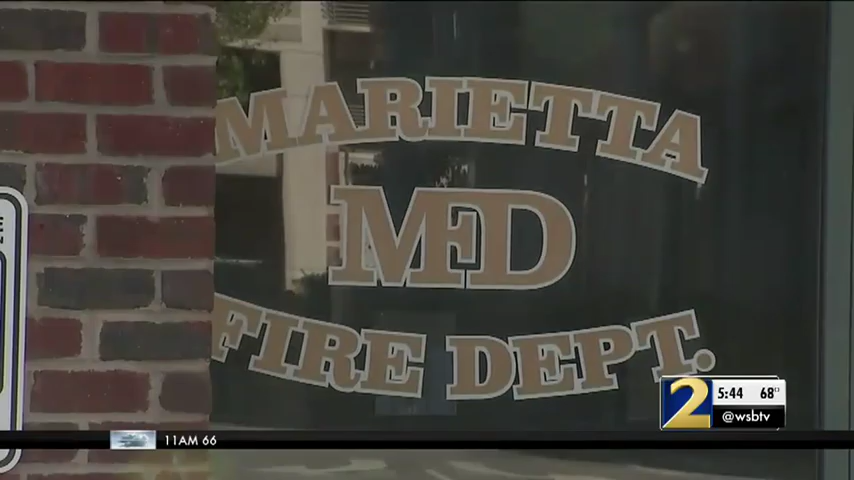 MARIETTA
MFD
FIRE DEPT.
2
5:44 68°
@wsbtv
11AM 66